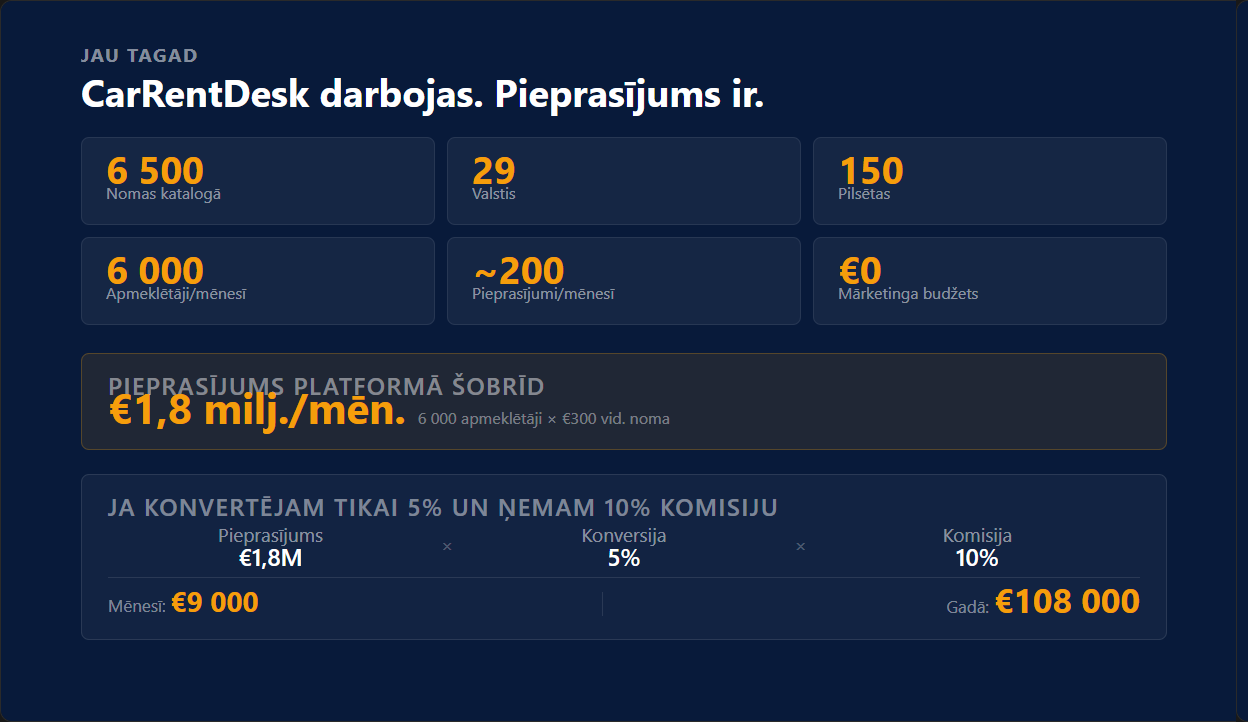 JAU TAGAD
CarRentDesk darbojas. Pieprasījums ir.
6 500
Nomas katalogā
29
Valstis
150
Pilsētas
6 000
Apmeklētāji/mēnesī
~200
Pieprasījumi/mēnesī
€0
Mārketinga budžets
PIEPRASĪJUMS PLATFORMĀ ŠOBRĪD
€1,8 milj./mēn. 6 000 apmeklētāji × €300 vid. noma
JA KONVERTĒJAM TIKAI 5% UN ŅEMAM 10% KOMISIJU
Pieprasījums × Konversija × Komisija
€1,8M 5% 10%
Mēnesī: €9 000 Gadā: €108 000